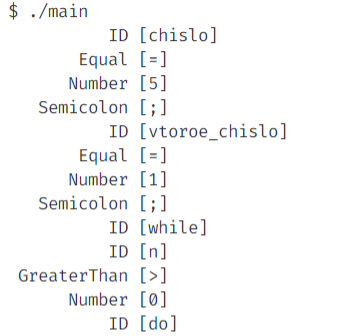 $ ./main
ID [chislo]
Equal [=]
Number [5]
Semicolon [;]
ID [vtoroe_chislo]
Equal [=]
Number [1]
Semicolon [;]
ID [while]
ID [n]
GreaterThan [>]
Number [0]
ID [do]